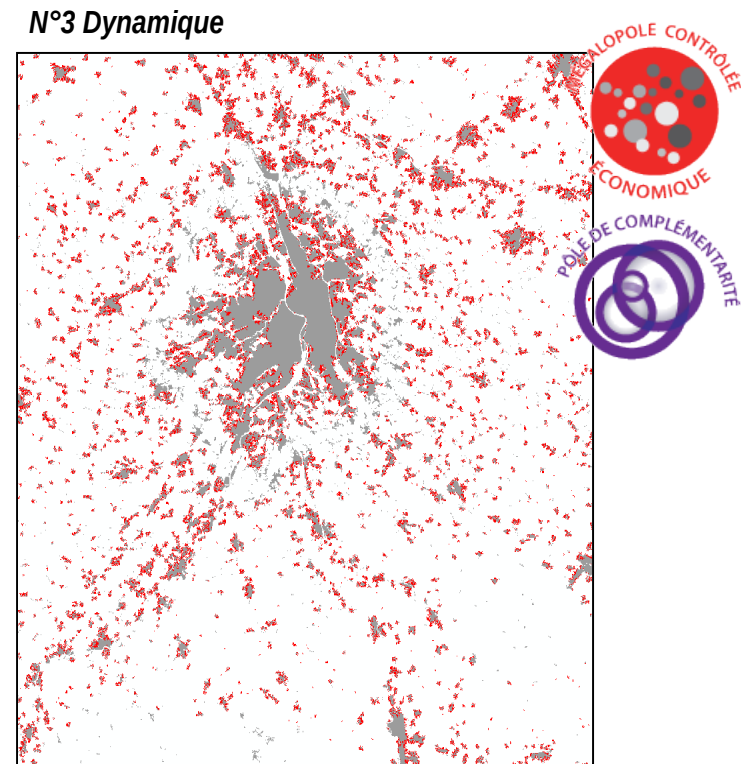 N°3 Dynamique
MÉGALOPOLE CONTRÔLÉE
ÉCONOMIQUE
PÔLE DE COMPLÉMENTARITÉ